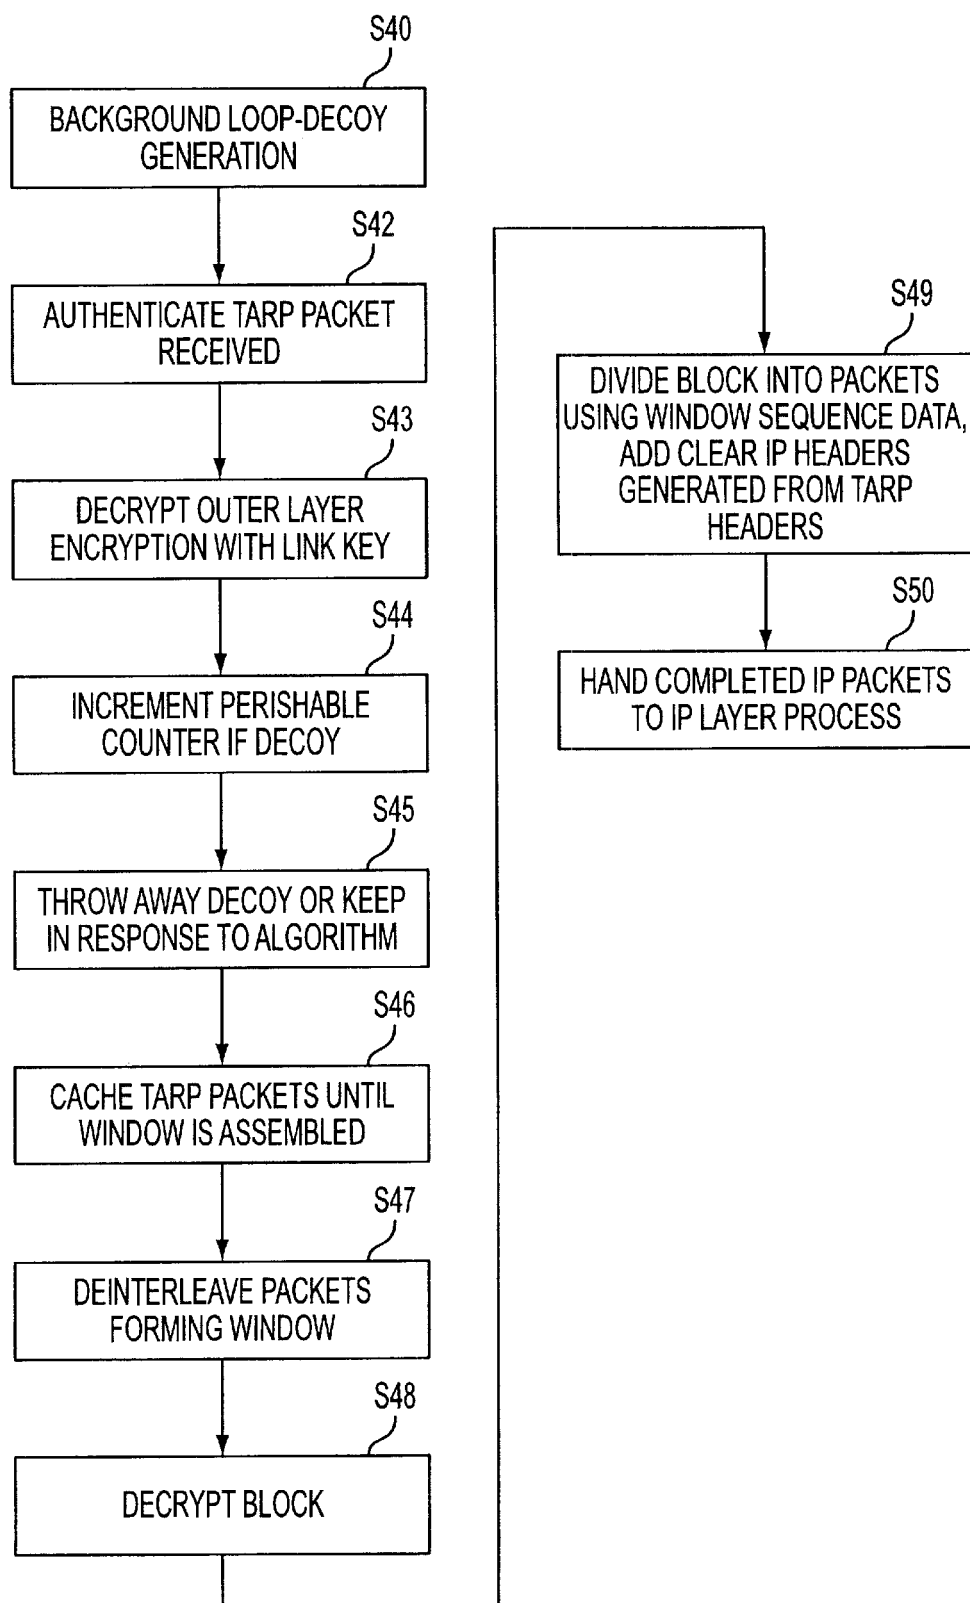 S40
BACKGROUND LOOP-DECOY
GENERATION
S42
AUTHENTICATE TARP PACKET
RECEIVED
S43
DECRYPT OUTER LAYER
ENCRYPTION WITH LINK KEY
S44
INCREMENT PERISHABLE
COUNTER IF DECOY
S45
THROW AWAY DECOY OR KEEP
IN RESPONSE TO ALGORITHM
S46
CACHE TARP PACKETS UNTIL
WINDOW IS ASSEMBLED
S47
DEINTERLEAVE PACKETS
FORMING WINDOW
S48
DECRYPT BLOCK
S49
DIVIDE BLOCK INTO PACKETS
USING WINDOW SEQUENCE DATA,
ADD CLEAR IP HEADERS
GENERATED FROM TARP
HEADERS
S50
HAND COMPLETED IP PACKETS
TO IP LAYER PROCESS